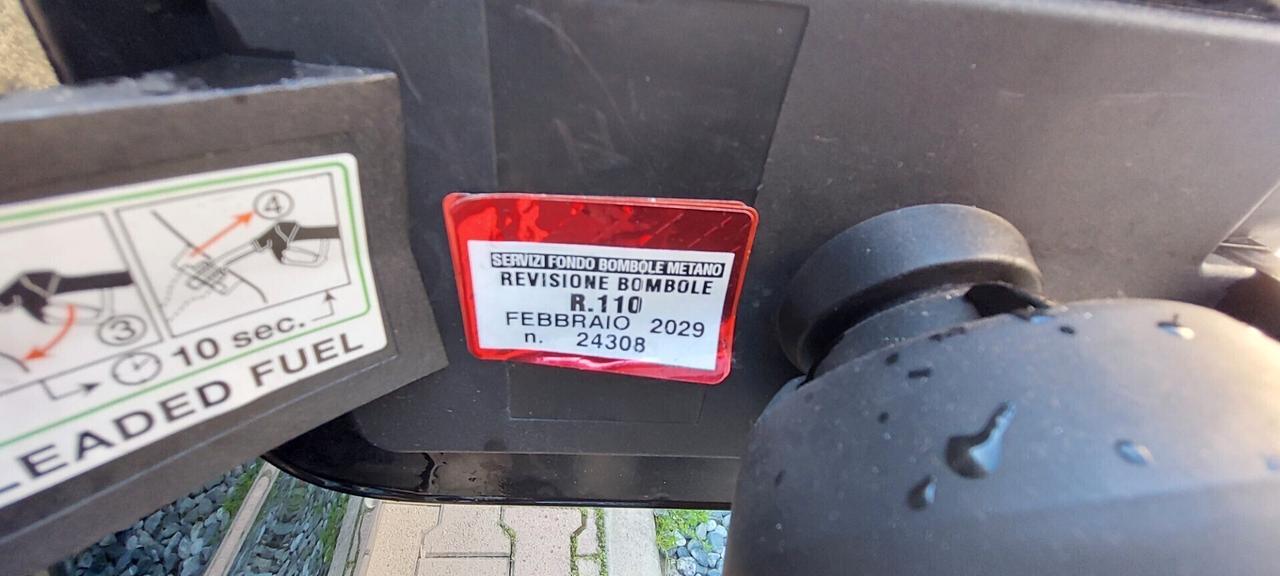 4
3
10 sec.
LEADED FUEL
SERVIZI FONDO BOMBOLE METANO
REVISIONE BOMBOLE
R.110
FEBBRAIO 2029
n. 24308